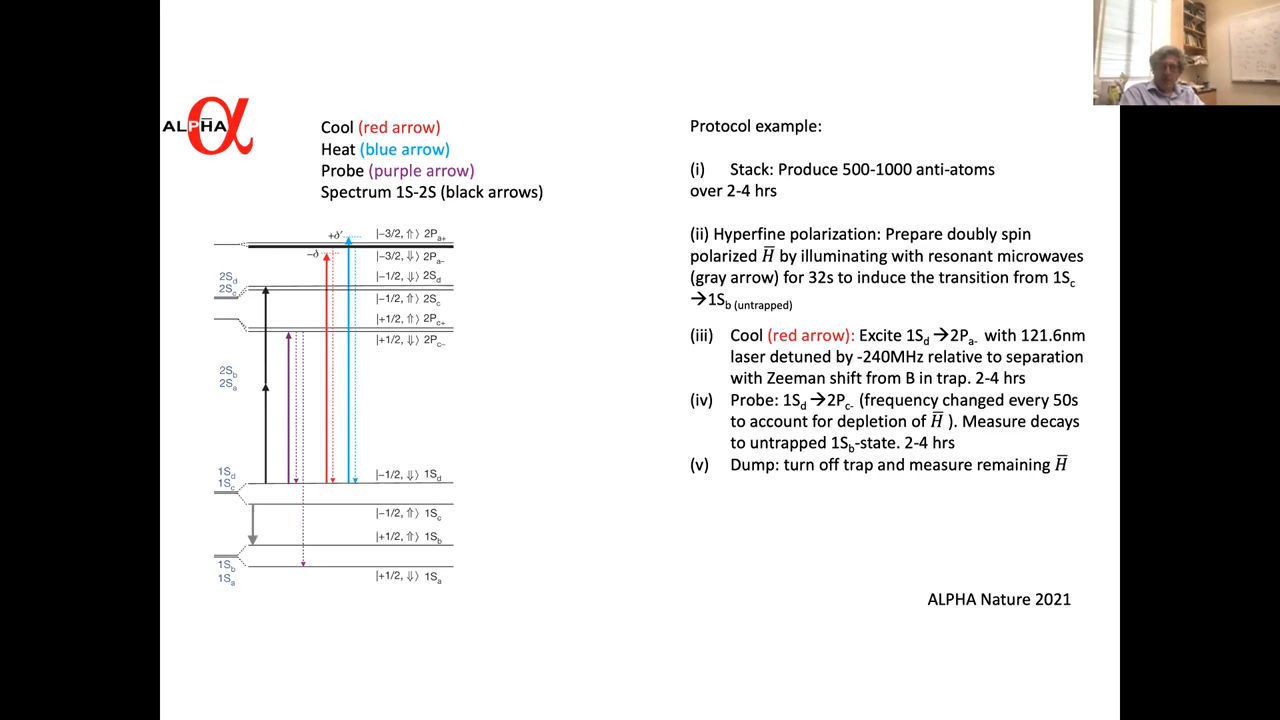 ALPHA
α
Cool (red arrow)
Heat (blue arrow)
Probe (purple arrow)
Spectrum 1S-2S (black arrows)
+δ′
−δ
|−3/2, ⇑⟩ 2Pa+
|−3/2, ⇓⟩ 2Pa−
|−1/2, ⇓⟩ 2Sd
|−1/2, ⇑⟩ 2Sc
|+1/2, ⇑⟩ 2Pc+
|+1/2, ⇓⟩ 2Pc−
2Sd
2Sc
2Sb
2Sa
1Sd
1Sc
|−1/2, ⇓⟩ 1Sd
|−1/2, ⇑⟩ 1Sc
|+1/2, ⇑⟩ 1Sb
|+1/2, ⇓⟩ 1Sa
1Sb
1Sa
Protocol example:
(i) Stack: Produce 500-1000 anti-atoms
over 2-4 hrs
(ii) Hyperfine polarization: Prepare doubly spin
polarized H̅ by illuminating with resonant microwaves
(gray arrow) for 32s to induce the transition from 1Sc
→1Sb (untrapped)
(iii) Cool (red arrow): Excite 1Sd →2Pa- with 121.6nm
laser detuned by -240MHz relative to separation
with Zeeman shift from B in trap. 2-4 hrs
(iv) Probe: 1Sd →2Pc- (frequency changed every 50s
to account for depletion of H̅ ). Measure decays
to untrapped 1Sb-state. 2-4 hrs
(v) Dump: turn off trap and measure remaining H̅
ALPHA Nature 2021